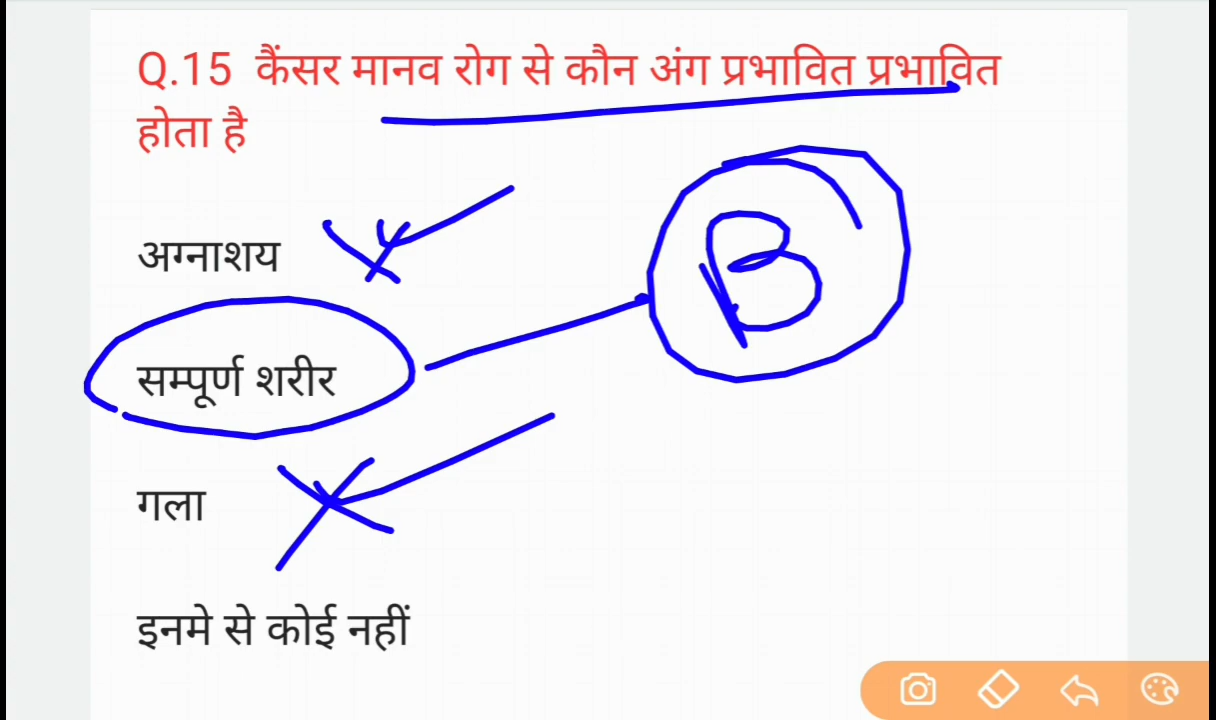 Q.15 कैंसर मानव रोग से कौन अंग प्रभावित प्रभावित
होता है
अग्नाशय
B
सम्पूर्ण शरीर
गला
इनमे से कोई नहीं